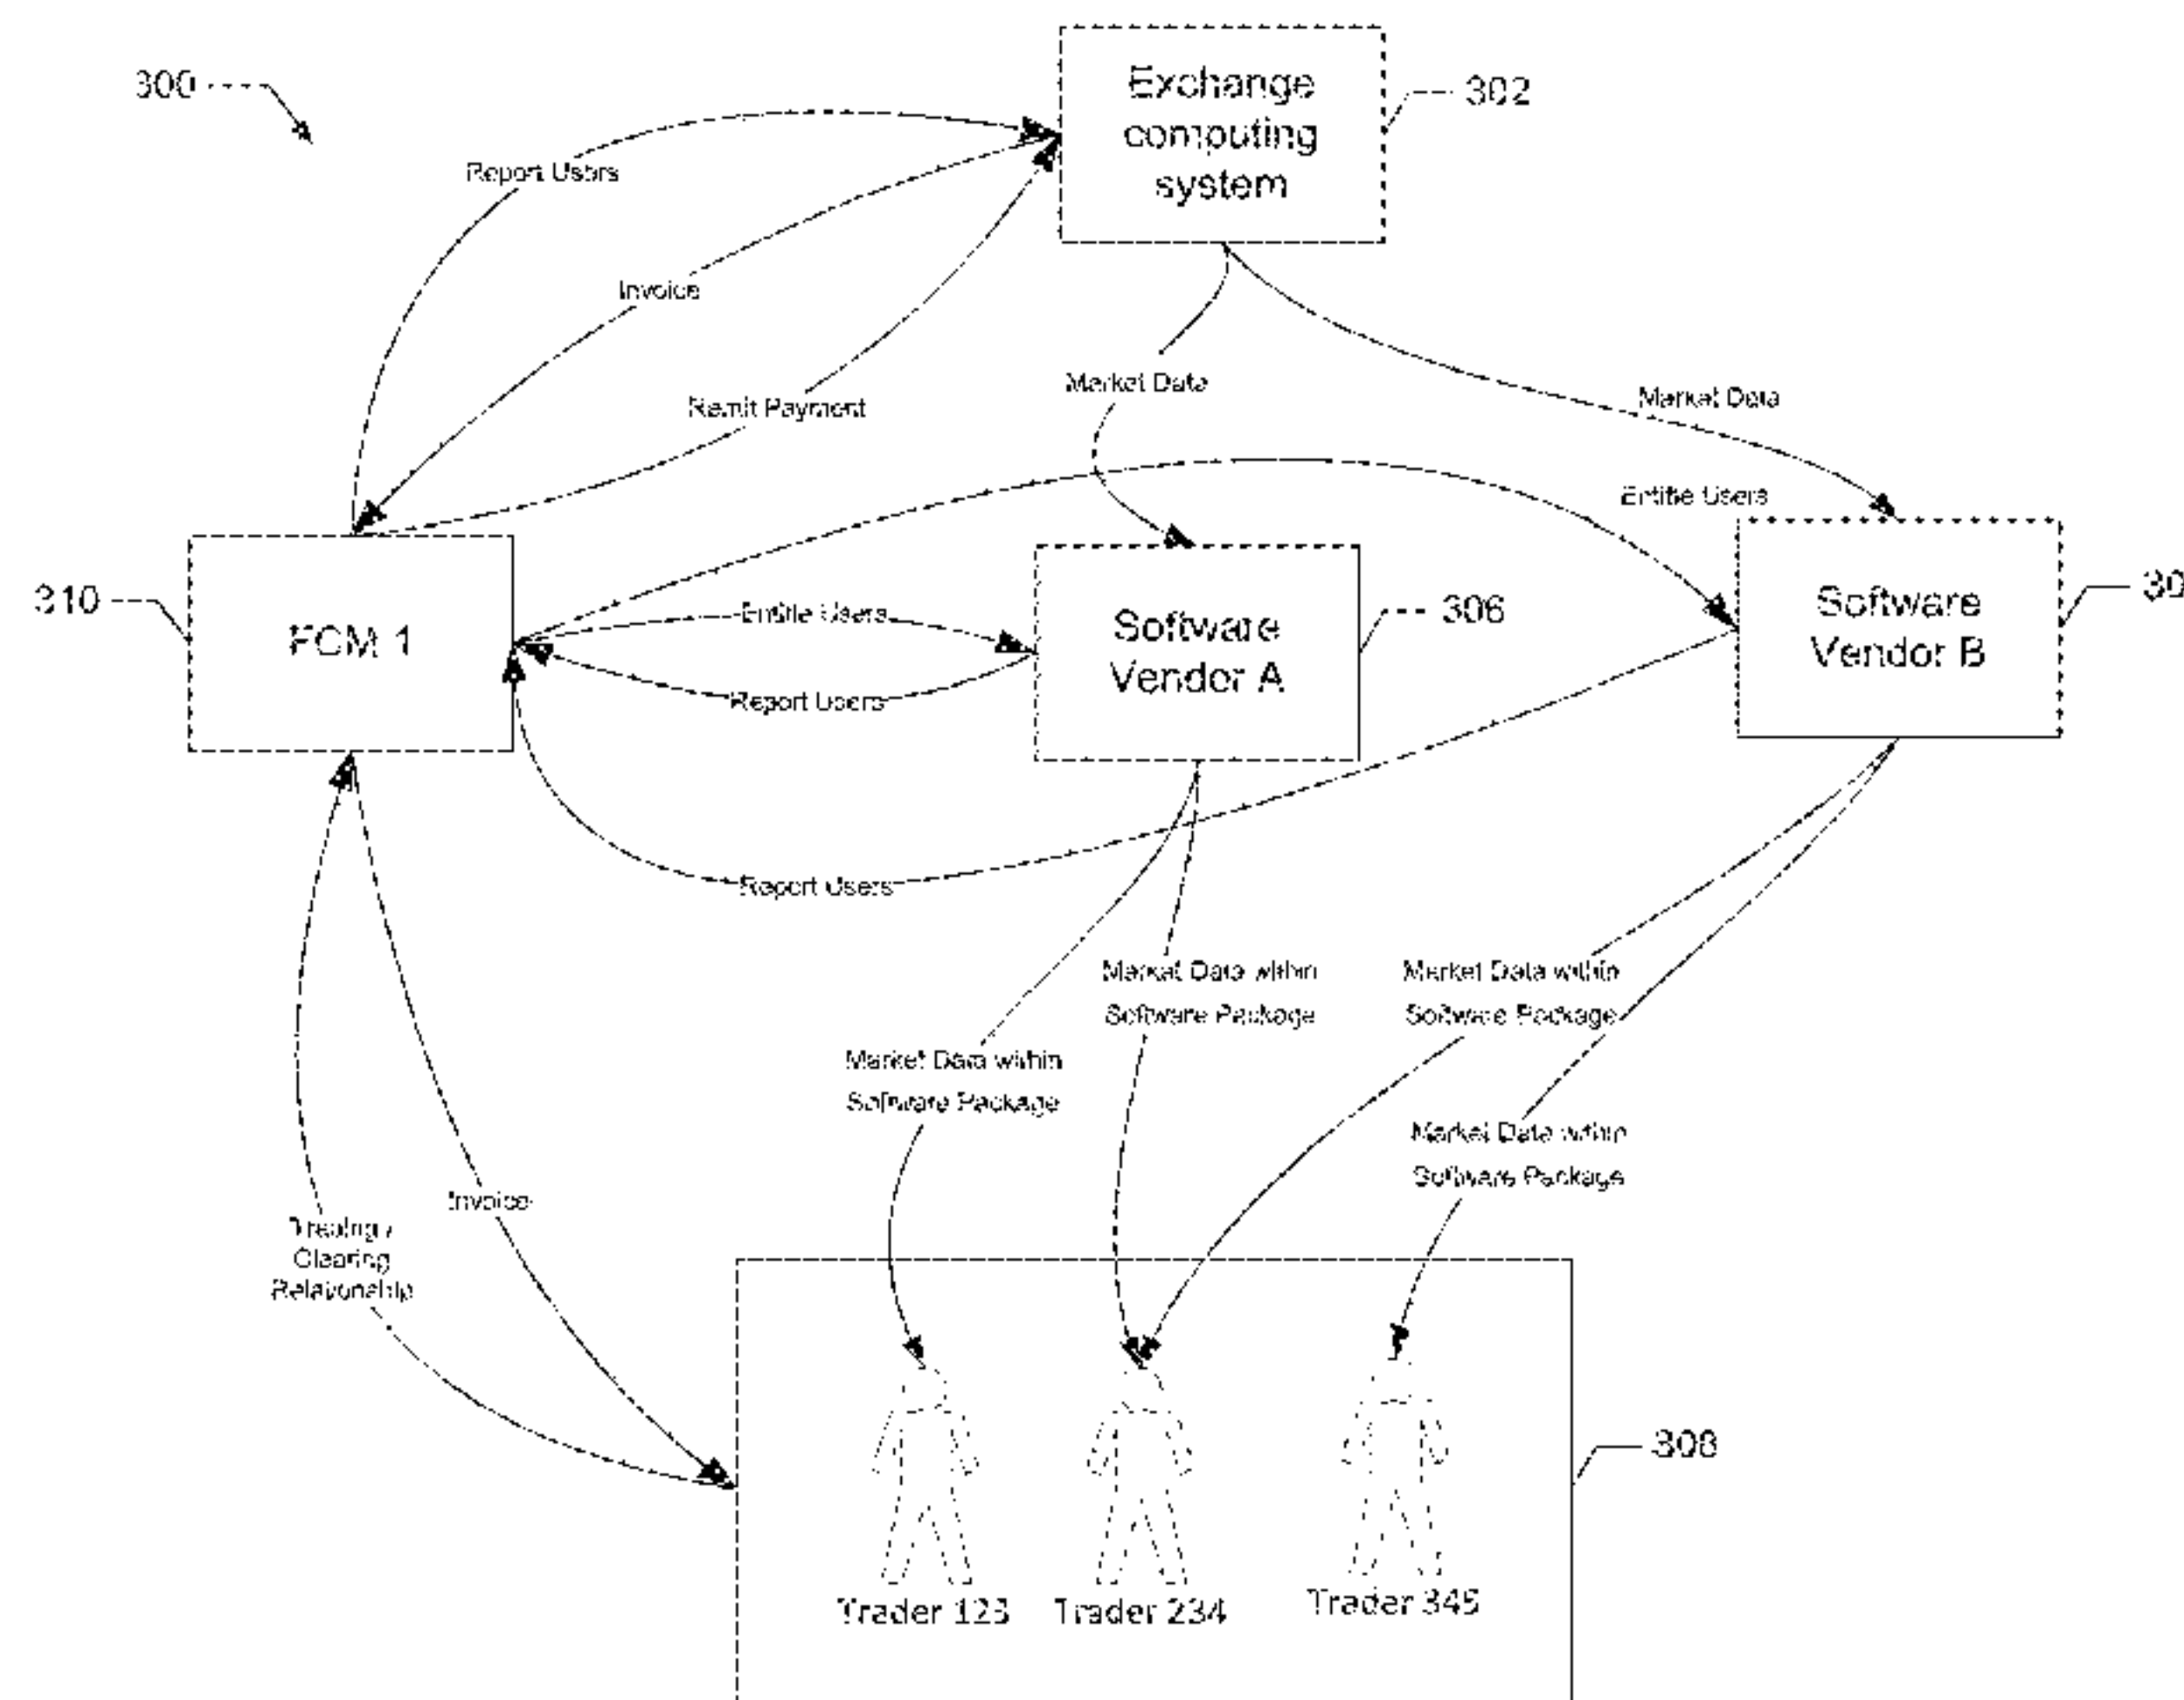 300
Exchange
computing
system
302
Report Users
Invoice
Market Data
Market Data
Remit Payment
Entitle Users
310
FCM 1
Entitle Users
Report Users
Software
Vendor A
306
Software
Vendor B
30
Report Users
Market Data within
Software Package
Market Data within
Software Package
Market Data within
Software Package
Market Data within
Software Package
Invoice
Trading /
Clearing
Relationship
308
Trader 123
Trader 234
Trader 345